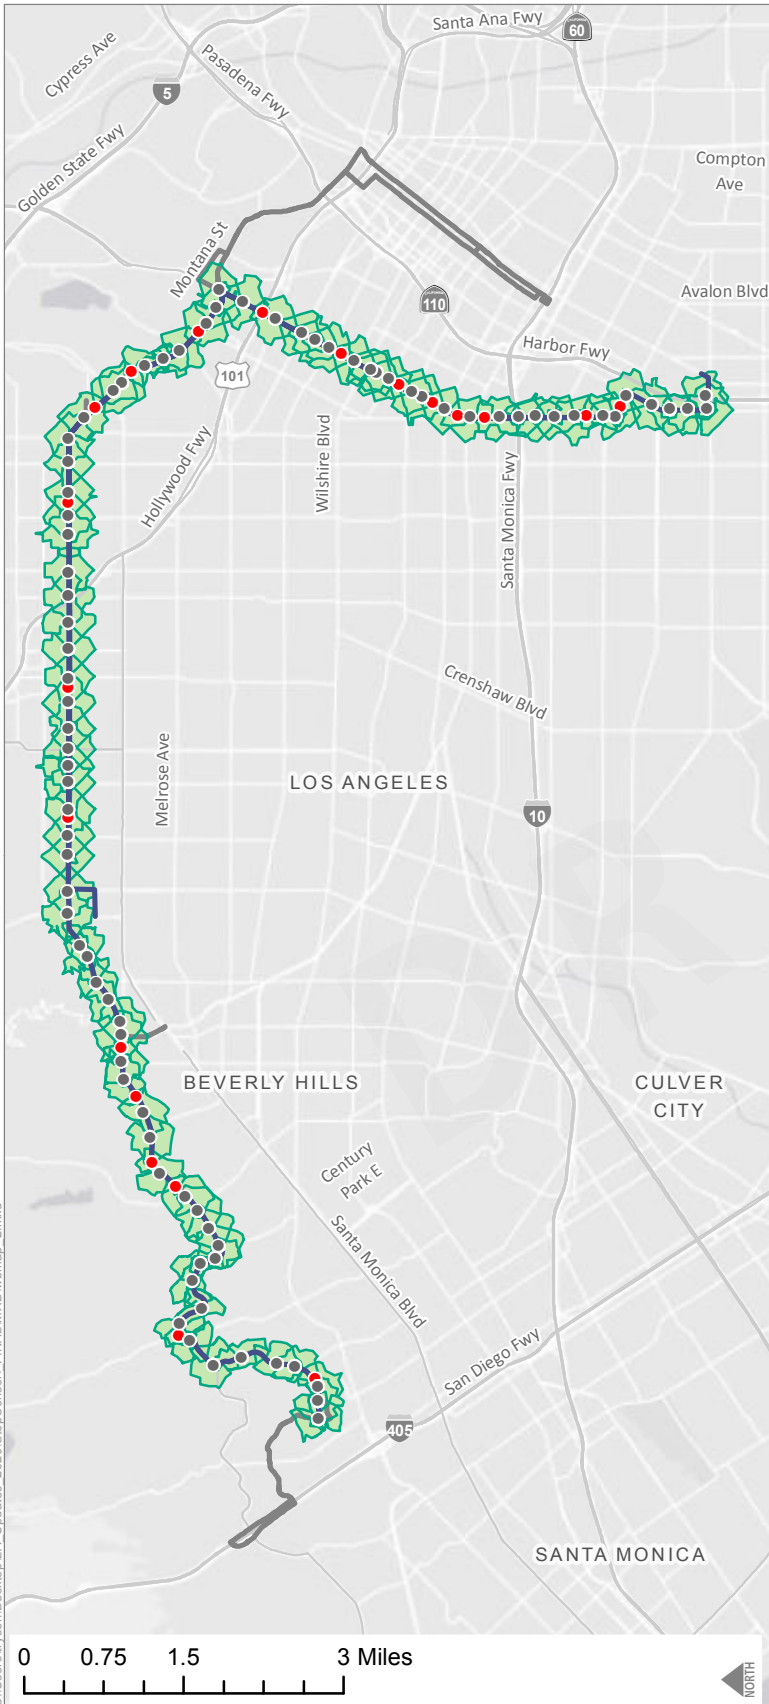 Santa Ana Fwy
60
Cypress Ave
Pasadena Fwy
5
Golden State Fwy
Compton
Ave
Montana St
110
Avalon Blvd
Harbor Fwy
101
Wilshire Blvd
Hollywood Fwy
Santa Monica Fwy
Crenshaw Blvd
Melrose Ave
LOS ANGELES
10
BEVERLY HILLS
CULVER
CITY
Century
Park E
Santa Monica Blvd
San Diego Fwy
405
SANTA MONICA
0 0.75 1.5 3 Miles
NORTH